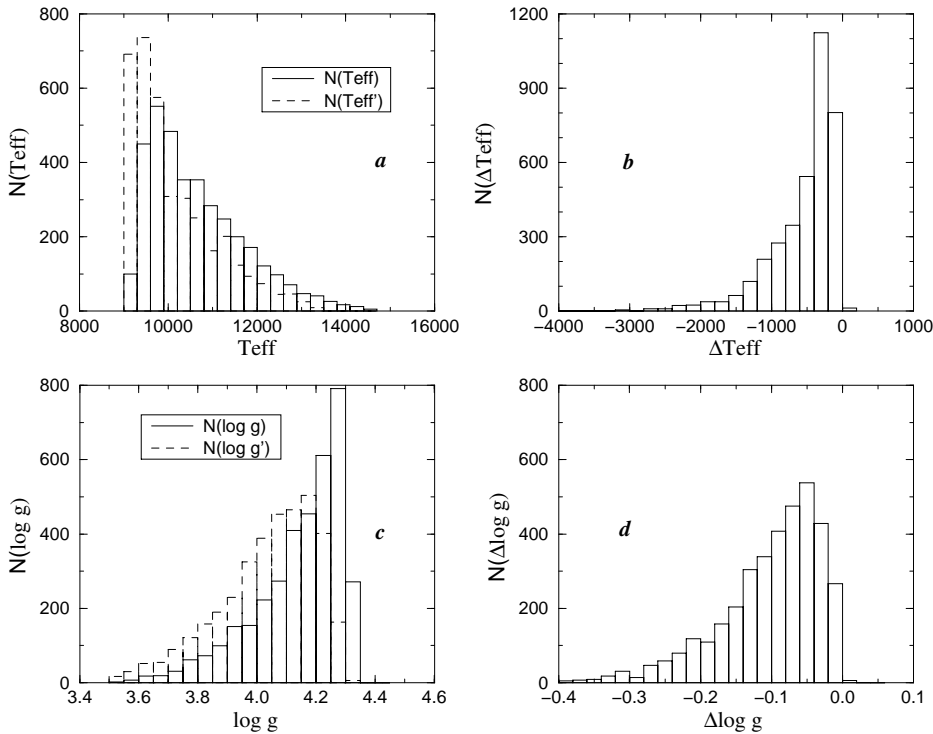 800
600
400
200
0
N(Teff)
N(Teff)
N(Teff')
a
8000
10000
12000
14000
16000
Teff
1200
900
600
300
0
N(ΔTeff)
b
−4000
−3000
−2000
−1000
0
1000
ΔTeff
800
600
400
200
0
N(log g)
N(log g)
N(log g')
c
3.4
3.6
3.8
4.0
4.2
4.4
4.6
log g
800
600
400
200
0
N(Δlog g)
d
−0.4
−0.3
−0.2
−0.1
0.0
0.1
Δlog g